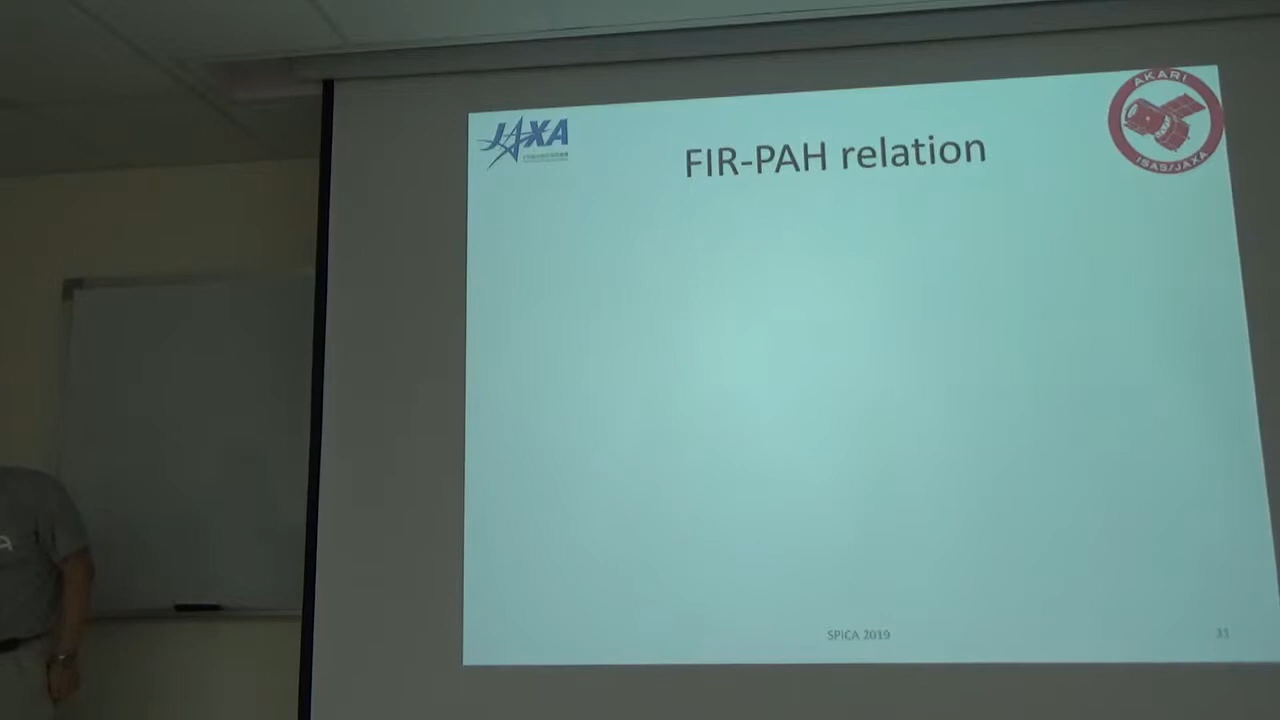 JAXA
AKARI
ISAS/JAXA
FIR-PAH relation
SPICA 2019
31